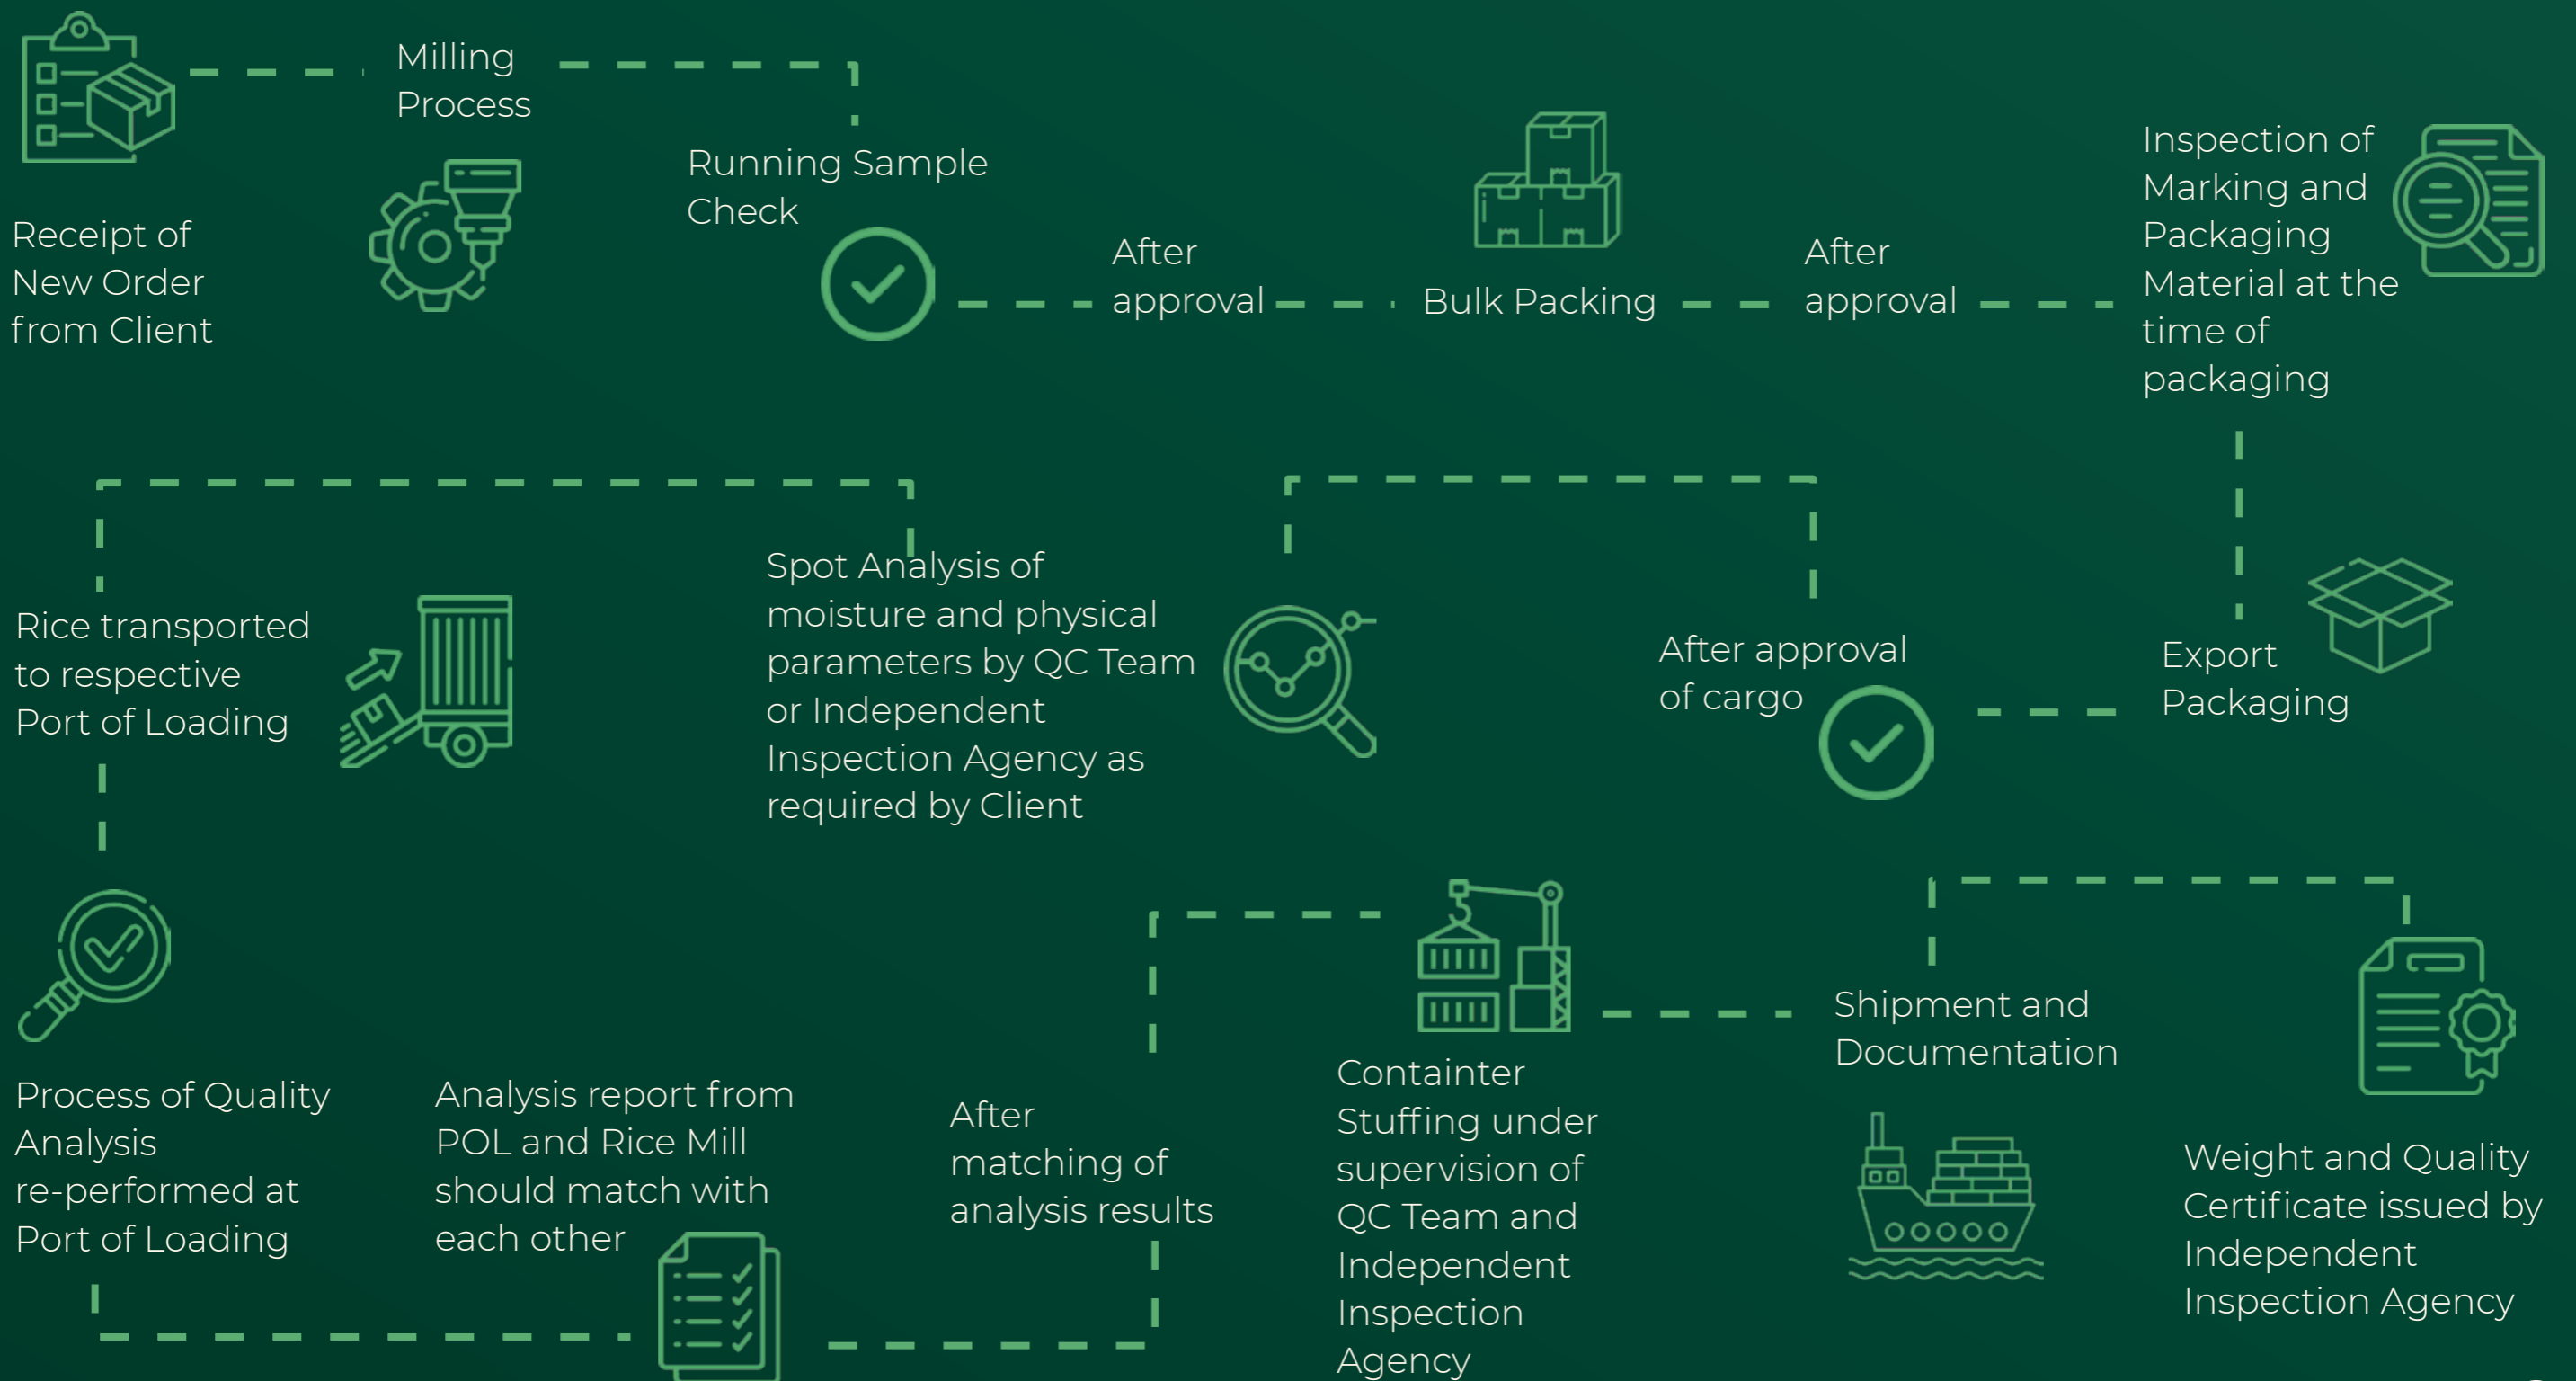 Receipt of
New Order
from Client
Milling
Process
Running Sample
Check
After
approval
Bulk Packing
After
approval
Inspection of
Marking and
Packaging
Material at the
time of
packaging
Export
Packaging
After approval
of cargo
Spot Analysis of
moisture and physical
parameters by QC Team
or Independent
Inspection Agency as
required by Client
Rice transported
to respective
Port of Loading
Process of Quality
Analysis
re-performed at
Port of Loading
Analysis report from
POL and Rice Mill
should match with
each other
After
matching of
analysis results
Containter
Stuffing under
supervision of
QC Team and
Independent
Inspection
Agency
Shipment and
Documentation
Weight and Quality
Certificate issued by
Independent
Inspection Agency